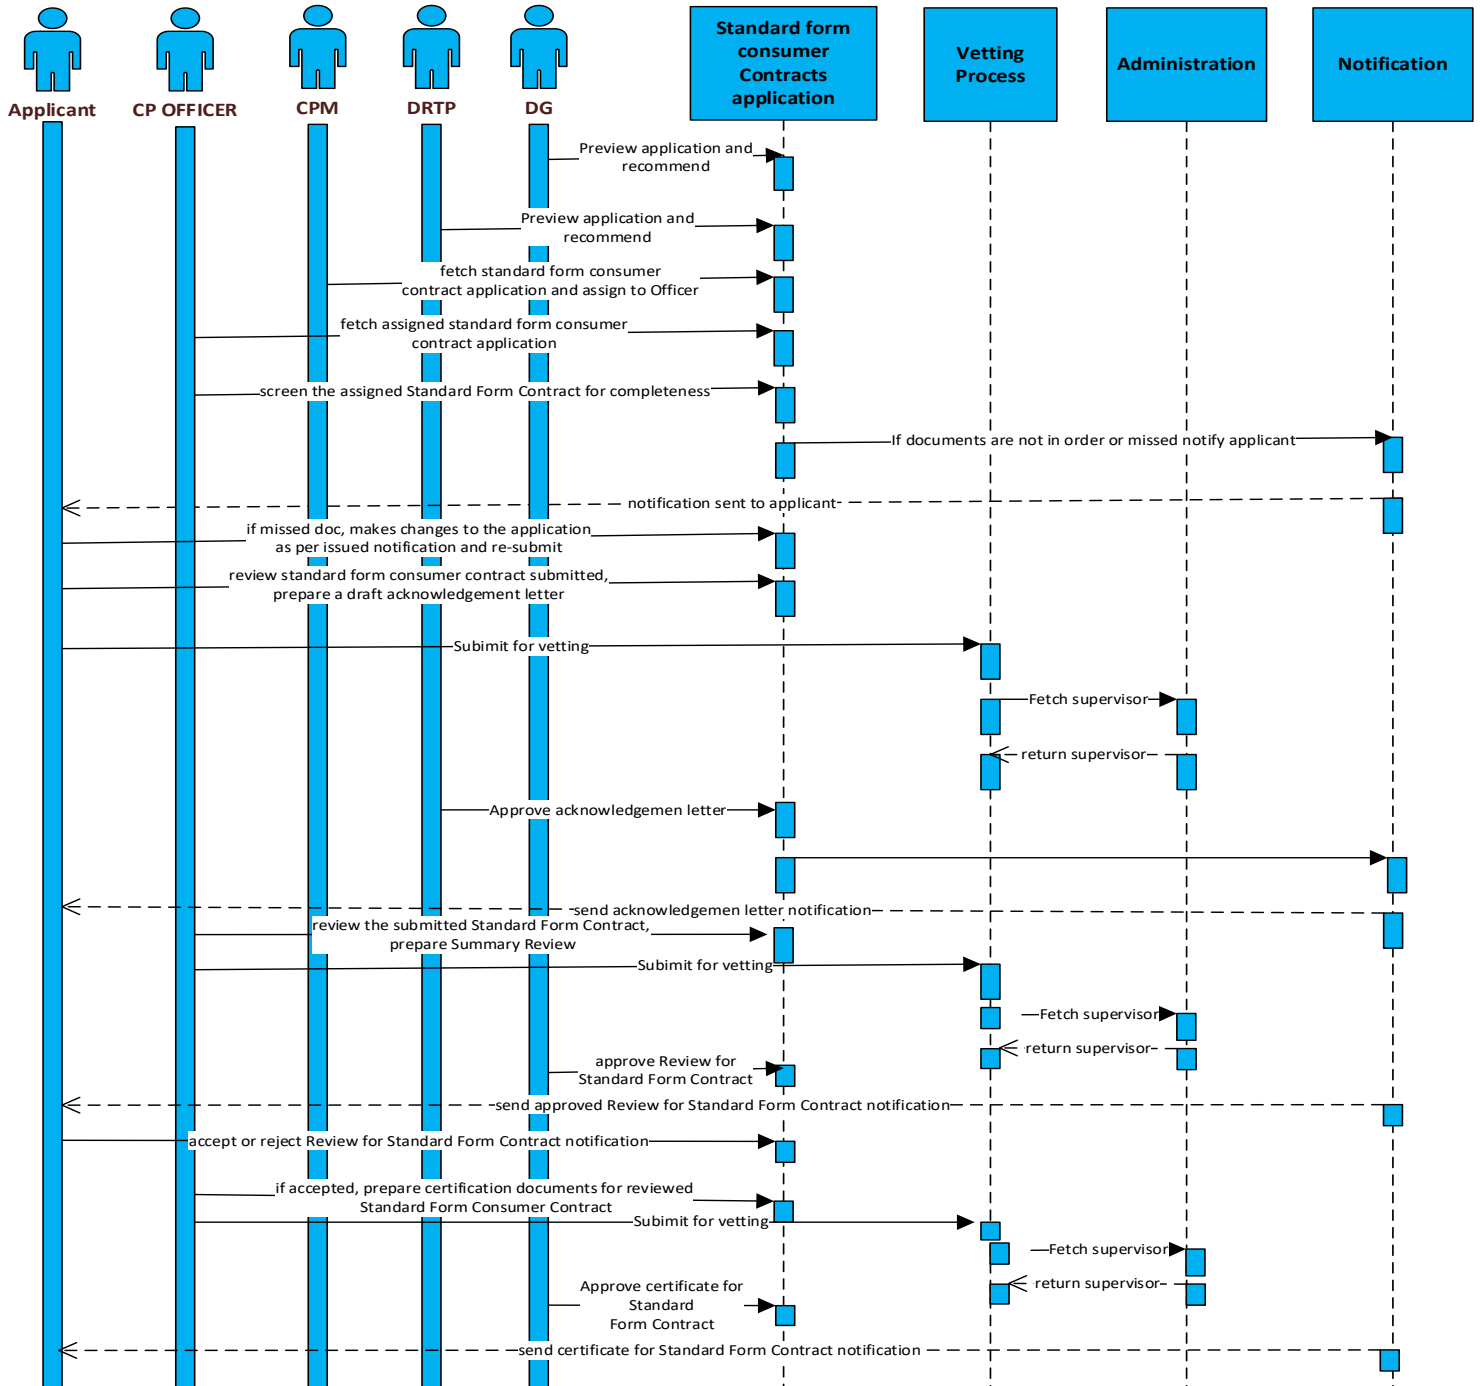 Applicant
CP OFFICER
CPM
DRTP
DG
Standard form
consumer
Contracts
application
Vetting
Process
Administration
Notification
Preview application and
recommend
Preview application and
recommend
fetch standard form consumer
contract application and assign to Officer
fetch assigned standard form consumer
contract application
screen the assigned Standard Form Contract for completeness
If documents are not in order or missed notify applicant
notification sent to applicant
if missed doc, makes changes to the application
as per issued notification and re-submit
review standard form consumer contract submitted,
prepare a draft acknowledgement letter
Subimit for vetting
Fetch supervisor
return supervisor
Approve acknowledgemen letter
send acknowledgemen letter notification
review the submitted Standard Form Contract,
prepare Summary Review
Subimit for vetting
Fetch supervisor
return supervisor
approve Review for
Standard Form Contract
send approved Review for Standard Form Contract notification
accept or reject Review for Standard Form Contract notification
if accepted, prepare certification documents for reviewed
Standard Form Consumer Contract
Subimit for vetting
Fetch supervisor
return supervisor
Approve certificate for
Standard
Form Contract
send certificate for Standard Form Contract notification